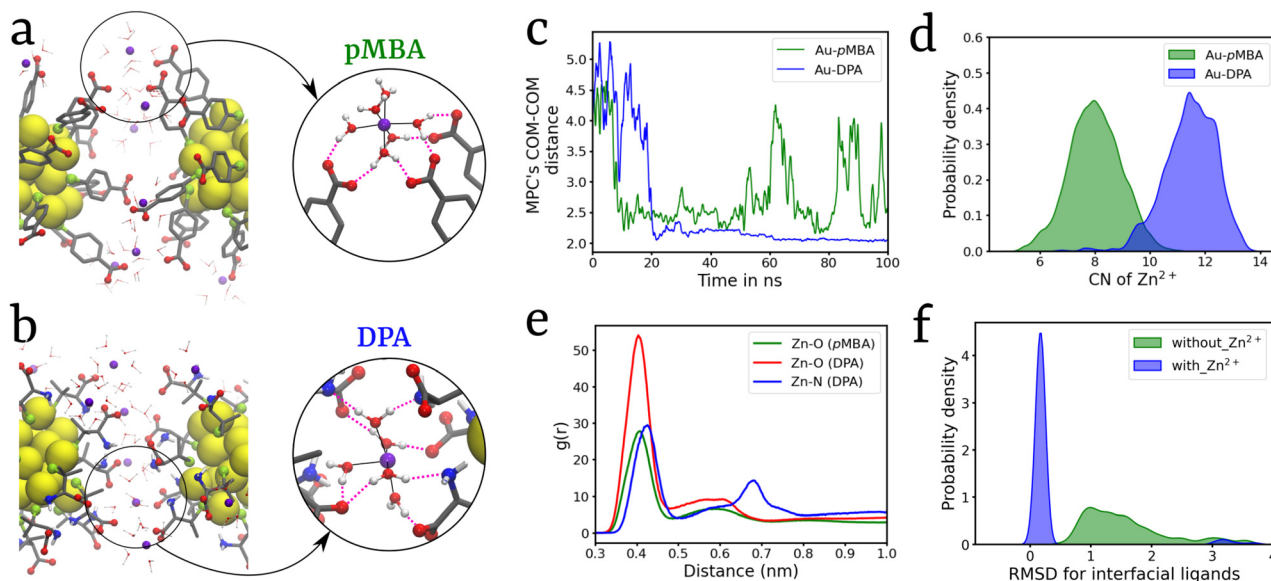 a
pMBA
b
DPA
c
Au-pMBA
Au-DPA
5.0
4.5
4.0
3.5
3.0
2.5
2.0
MPC's COM-COM
distance
0
20
40
60
80
100
Time in ns
d
Au-pMBA
Au-DPA
0.6
0.5
0.4
0.3
0.2
0.1
0.0
Probability density
6
8
10
12
14
CN of Zn²⁺
e
Zn-O (pMBA)
Zn-O (DPA)
Zn-N (DPA)
50
40
30
20
10
0
g(r)
0.3
0.4
0.5
0.6
0.7
0.8
0.9
1.0
Distance (nm)
f
without_Zn²⁺
with_Zn²⁺
4
3
2
1
0
Probability density
0
1
2
3
4
RMSD for interfacial ligands